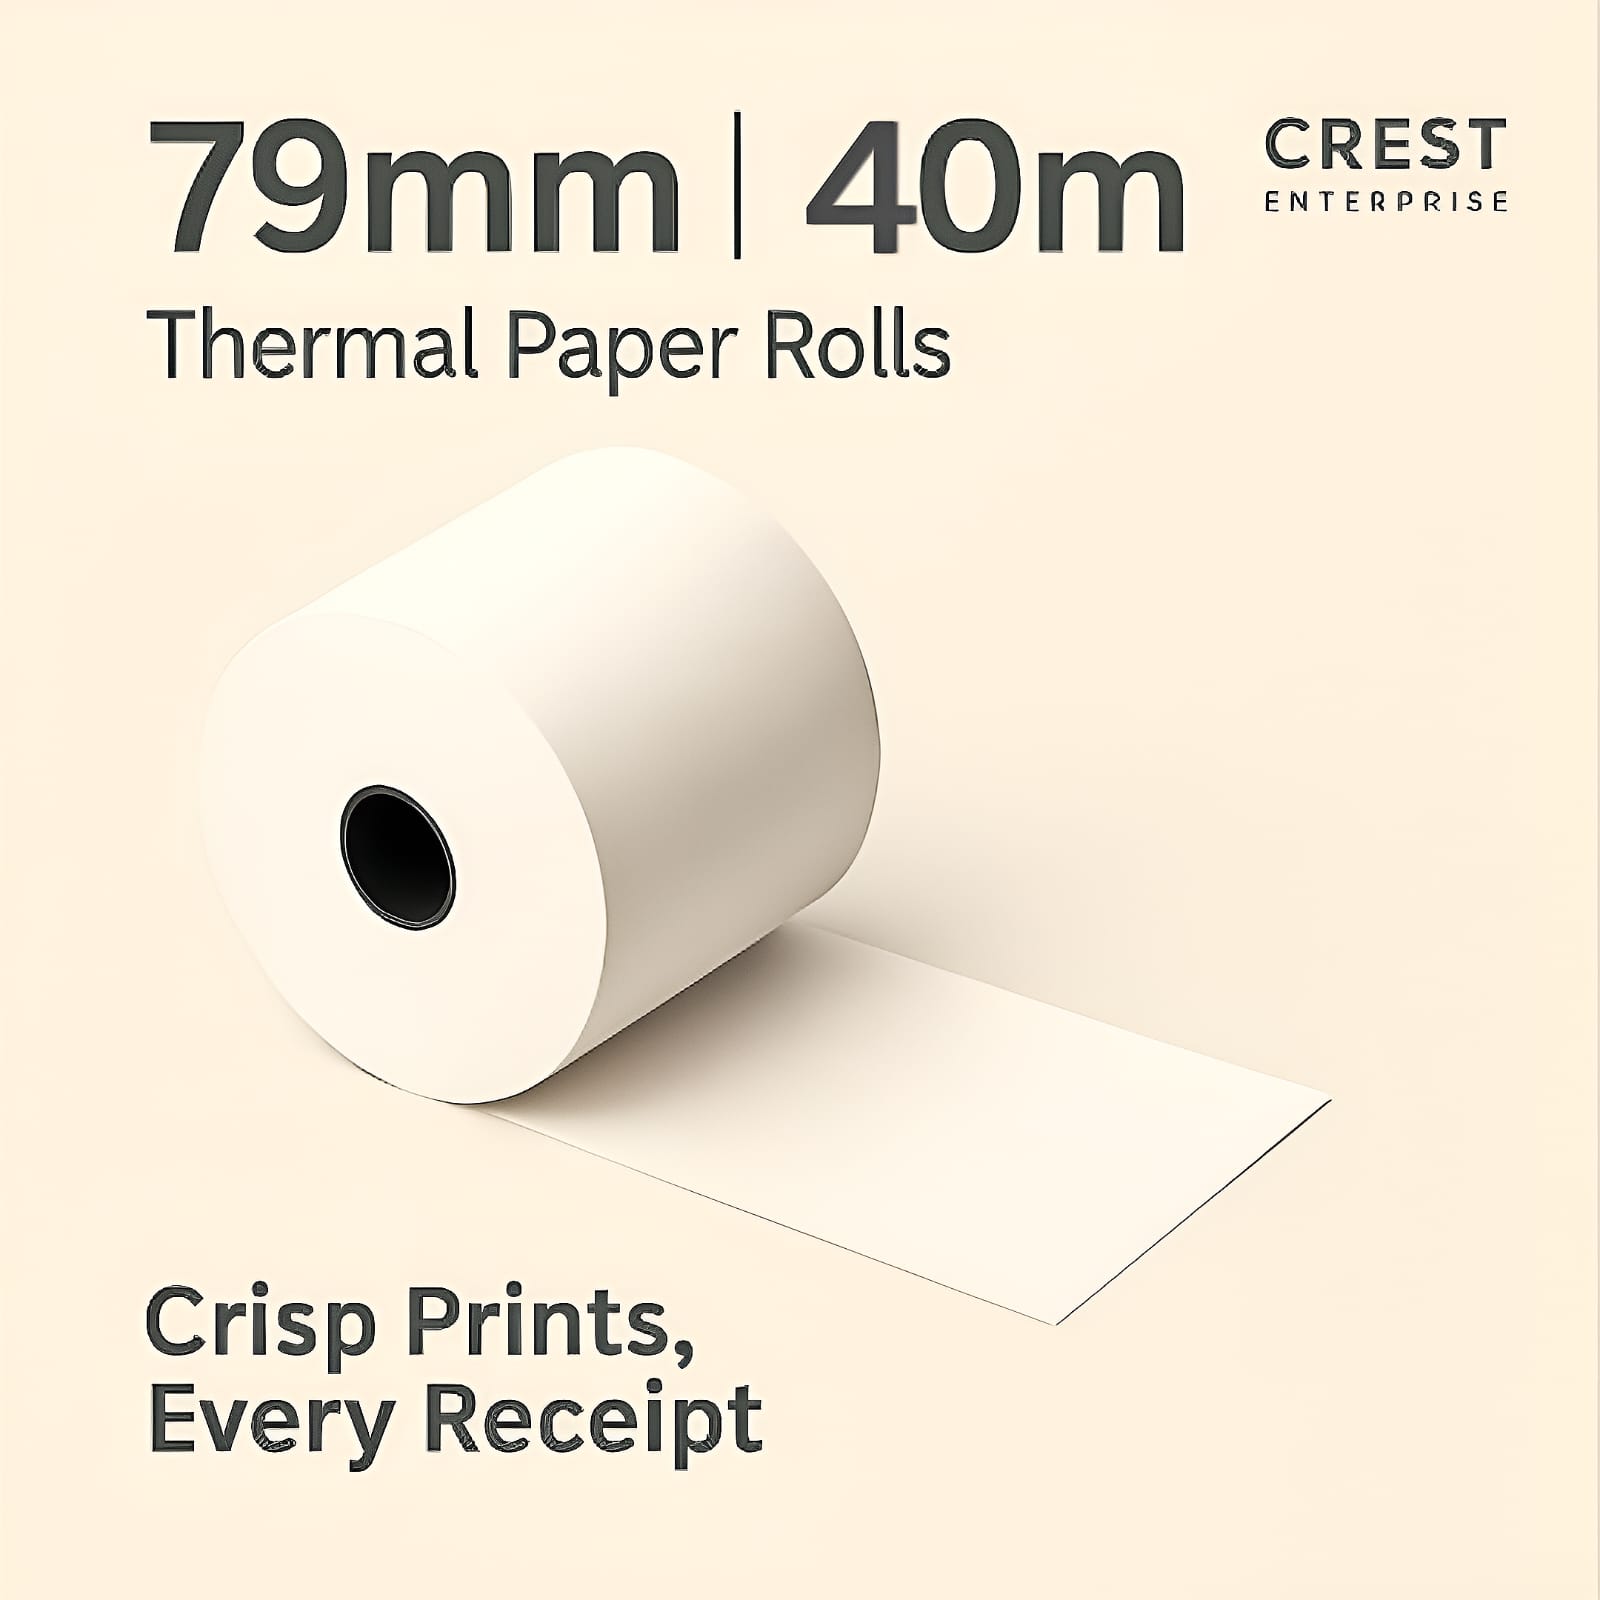 79mm | 40m
CREST
ENTERPRISE
Thermal Paper Rolls
Crisp Prints,
Every Receipt